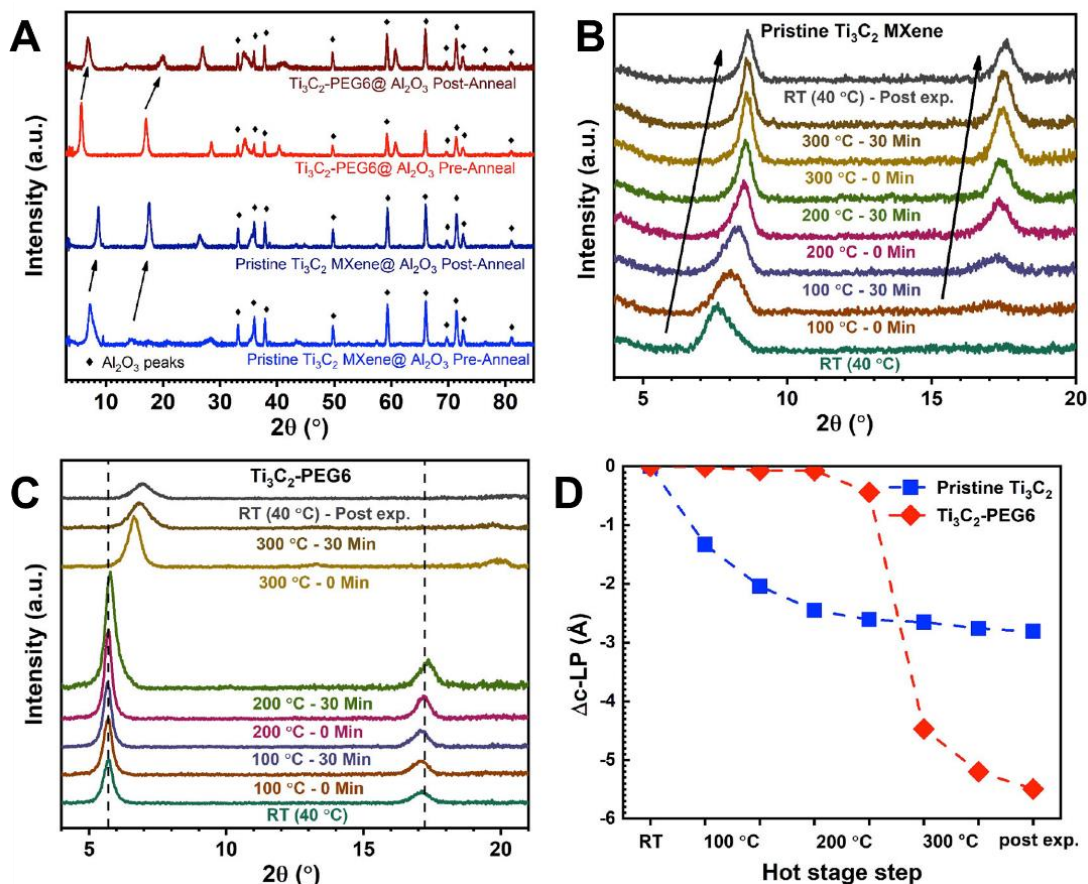 A
Ti₃C₂-PEG6@ Al₂O₃ Post-Anneal
Ti₃C₂-PEG6@ Al₂O₃ Pre-Anneal
Pristine Ti₃C₂ MXene@ Al₂O₃ Post-Anneal
♦ Al₂O₃ peaks
Pristine Ti₃C₂ MXene@ Al₂O₃ Pre-Anneal
Intensity (a.u.)
10 20 30 40 50 60 70 80
2θ (°)
B
Pristine Ti₃C₂ MXene
RT (40 °C) - Post exp.
300 °C - 30 Min
300 °C - 0 Min
200 °C - 30 Min
200 °C - 0 Min
100 °C - 30 Min
100 °C - 0 Min
RT (40 °C)
Intensity (a.u.)
5 10 15 20
2θ (°)
C
Ti₃C₂-PEG6
RT (40 °C) - Post exp.
300 °C - 30 Min
300 °C - 0 Min
200 °C - 30 Min
200 °C - 0 Min
100 °C - 30 Min
100 °C - 0 Min
RT (40 °C)
Intensity (a.u.)
5 10 15 20
2θ (°)
D
Pristine Ti₃C₂
Ti₃C₂-PEG6
0
-1
-2
-3
-4
-5
-6
Δc-LP (Å)
RT 100 °C 200 °C 300 °C post exp.
Hot stage step